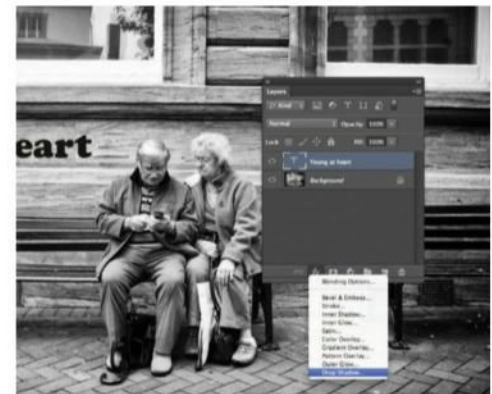 eart
Layers
Kind
Normal
Opacity: 100%
Lock:
Fill: 100%
Young at heart
Background
Blending Options...
Bevel & Emboss...
Stroke...
Inner Shadow...
Inner Glow...
Satin...
Color Overlay...
Gradient Overlay...
Pattern Overlay...
Outer Glow...
Drop Shadow...